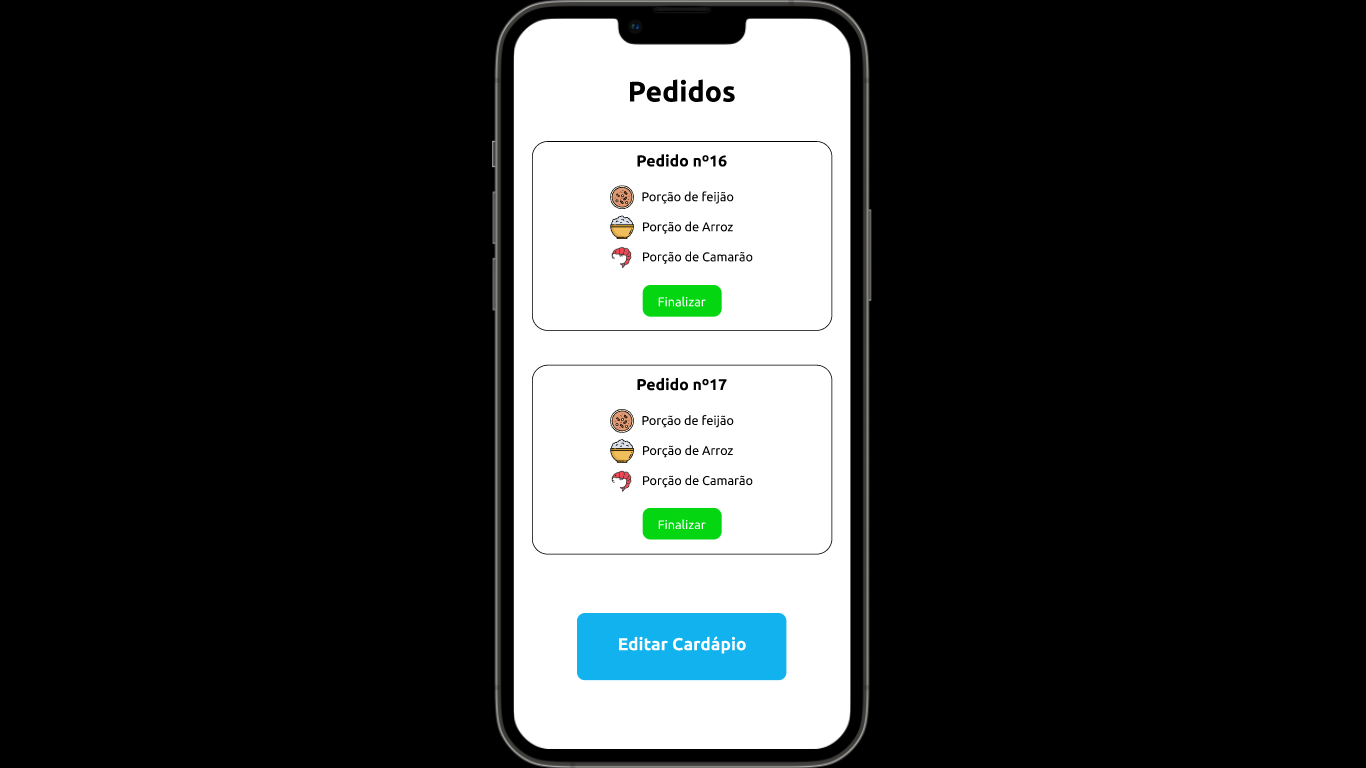 Pedidos
Pedido nº16
Porção de feijão
Porção de Arroz
Porção de Camarão
Finalizar
Pedido nº17
Porção de feijão
Porção de Arroz
Porção de Camarão
Finalizar
Editar Cardápio